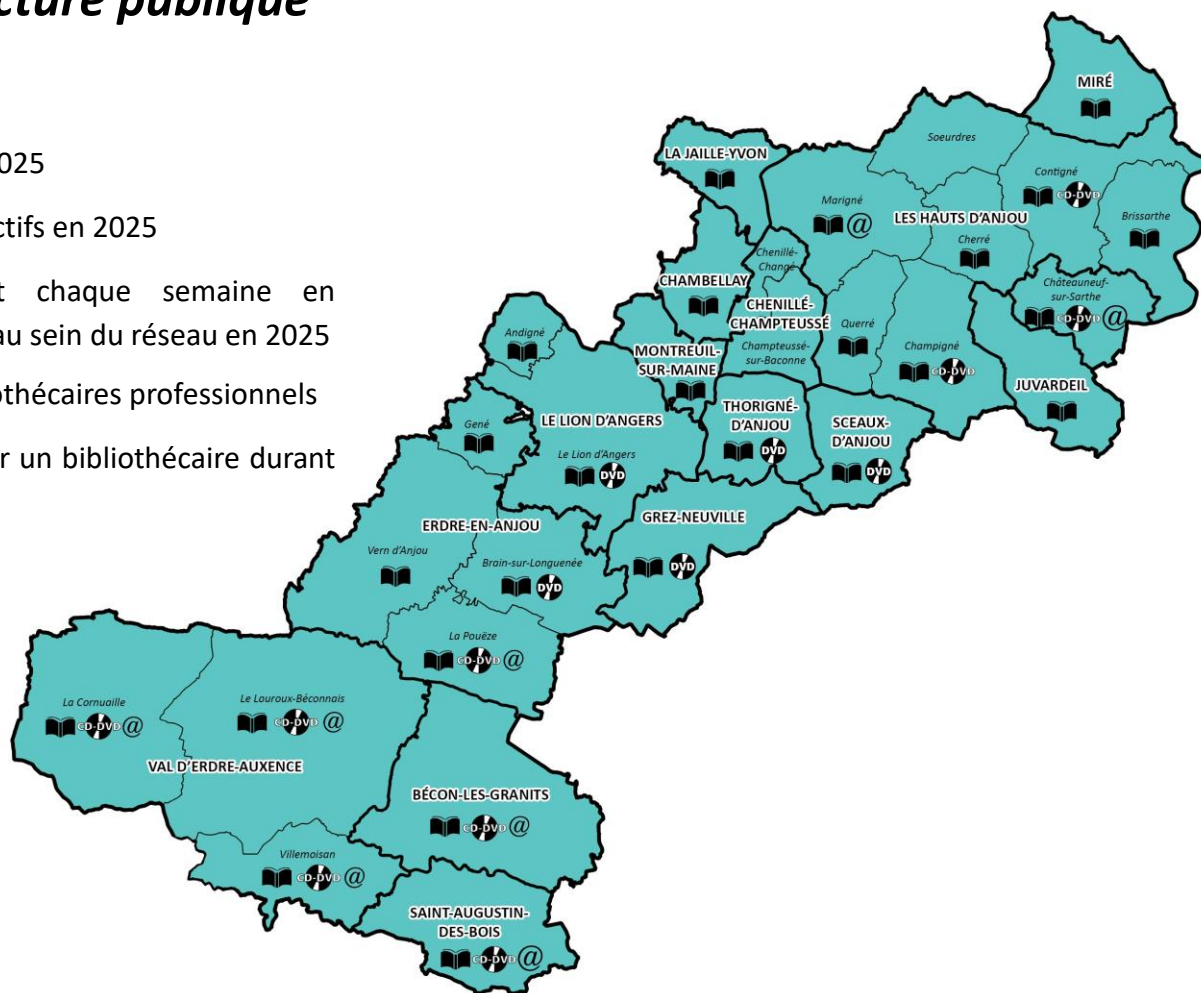 cture publique
025
ctifs en 2025
t chaque semaine en
au sein du réseau en 2025
othécaires professionnels
r un bibliothécaire durant
MIRÉ
Soeurdres
LA JAILLE-YVON
Contigné
CD-DVD
Marigné
@
LES HAUTS D'ANJOU
Brissarthe
Cherré
Chenillé-
Changé
CHAMBELLAY
Châteauneuf-
sur-Sarthe
CD-DVD @
CHENILLÉ-
CHAMPTEUSSÉ
Andigné
Querré
Champteussé-
sur-Baconne
Champigné
CD-DVD
MONTREUIL-
SUR-MAINE
JUVARDEIL
THORIGNÉ-
D'ANJOU
DVD
SCEAUX-
D'ANJOU
DVD
LE LION D'ANGERS
Gené
Le Lion d'Angers
DVD
GREZ-NEUVILLE
DVD
ERDRE-EN-ANJOU
Vern d'Anjou
Brain-sur-Longuenée
DVD
La Pouëze
CD-DVD @
La Cornuaille
CD-DVD @
Le Louroux-Béconnais
CD-DVD @
VAL D'ERDRE-AUXENCE
BÉCON-LES-GRANITS
CD-DVD @
Villemoisan
CD-DVD @
SAINT-AUGUSTIN-
DES-BOIS
CD-DVD @